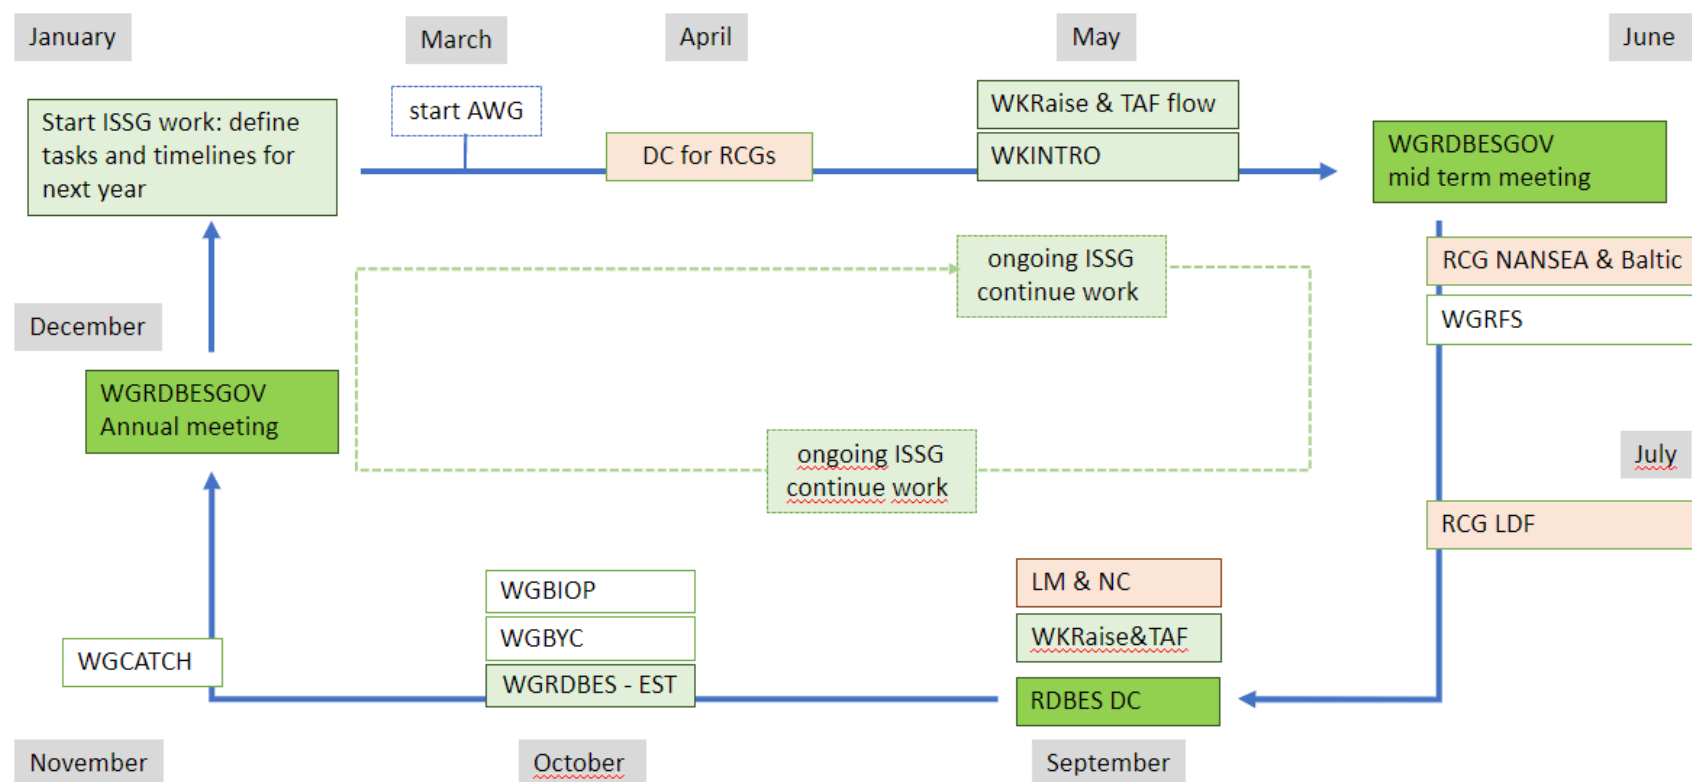 January
March
April
May
June
start AWG
Start ISSG work: define
tasks and timelines for
next year
DC for RCGs
WKRaise & TAF flow
WKINTRO
WGRDBESGOV
mid term meeting
ongoing ISSG
continue work
RCG NANSEA & Baltic
WGRFS
December
WGRDBESGOV
Annual meeting
ongoing ISSG
continue work
July
RCG LDF
LM & NC
WKRaise&TAF
RDBES DC
WGBIOP
WGBYC
WGRDBES - EST
WGCATCH
November
October
September